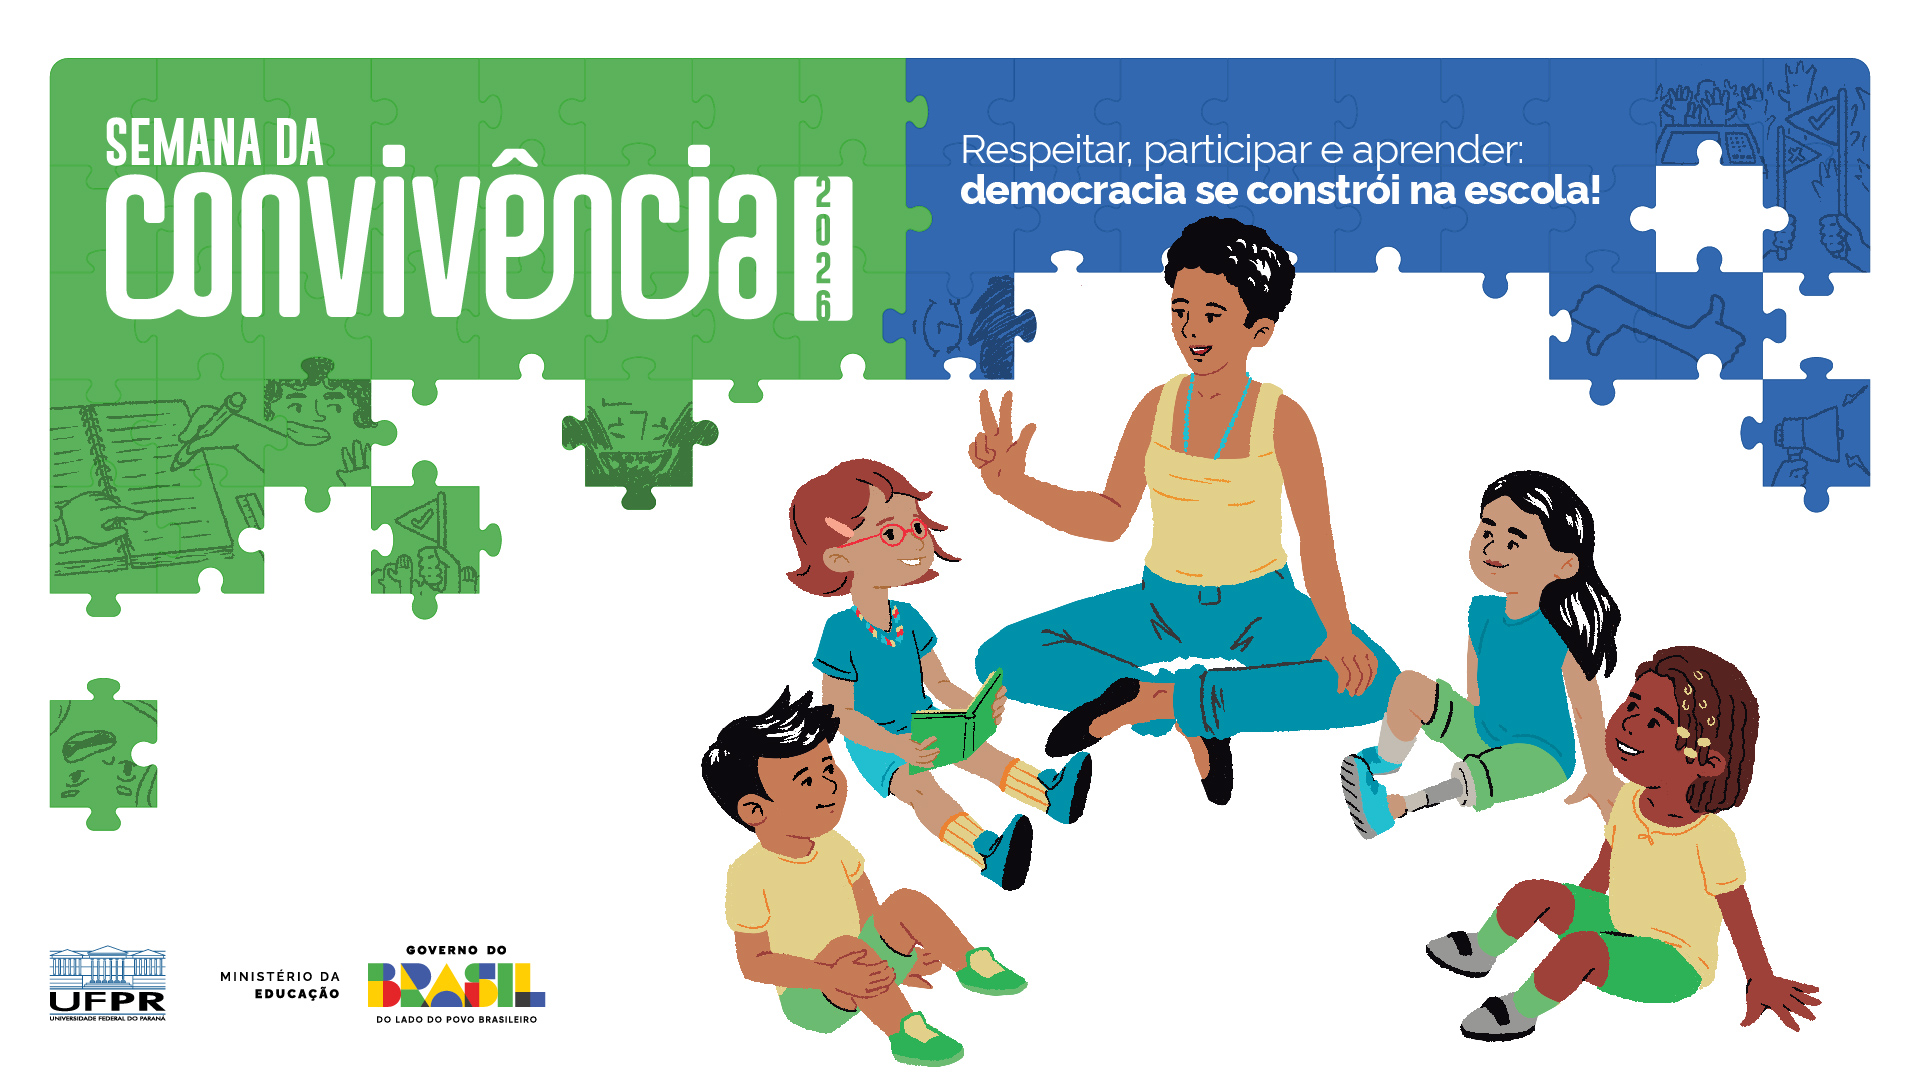 SEMANA DA
convivência
2026
Respeitar, participar e aprender:
democracia se constrói na escola!
UFPR
UNIVERSIDADE FEDERAL DO PARANÁ
MINISTÉRIO DA
EDUCAÇÃO
GOVERNO DO
BRASIL
DO LADO DO POVO BRASILEIRO